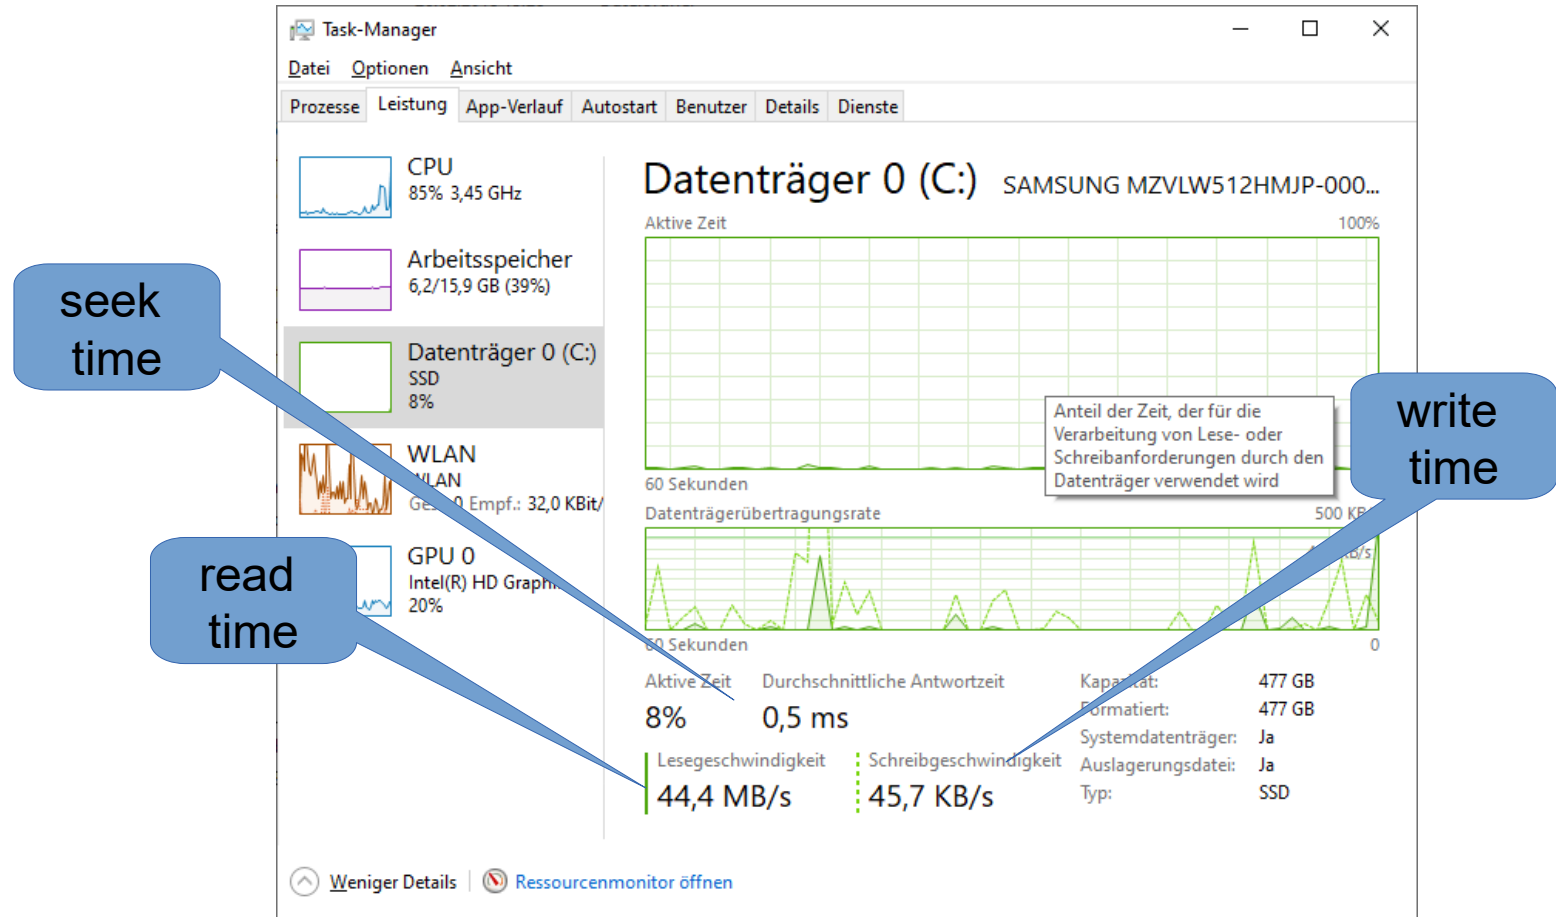 Task-Manager
Datei Optionen Ansicht
Prozesse Leistung App-Verlauf Autostart Benutzer Details Dienste
CPU
85% 3,45 GHz
Arbeitsspeicher
6,2/15,9 GB (39%)
Datenträger 0 (C:)
SSD
8%
WLAN
WLAN
Empf.: 32,0 KBit/
GPU 0
Intel(R) HD Graph
20%
seek
time
read
time
write
time
Datenträger 0 (C:) SAMSUNG MZVLW512HMJP-000...
Aktive Zeit 100%
Anteil der Zeit, der für die
Verarbeitung von Lese- oder
Schreibanforderungen durch den
Datenträger verwendet wird
60 Sekunden
Datenträgerübertragungsrate 500 KB
60 Sekunden 0
Aktive Zeit Durchschnittliche Antwortzeit
8% 0,5 ms
Lesegeschwindigkeit Schreibgeschwindigkeit
44,4 MB/s 45,7 KB/s
Kapazität: 477 GB
Formatiert: 477 GB
Systemdatenträger: Ja
Auslagerungsdatei: Ja
Typ: SSD
Weniger Details Ressourcenmonitor öffnen